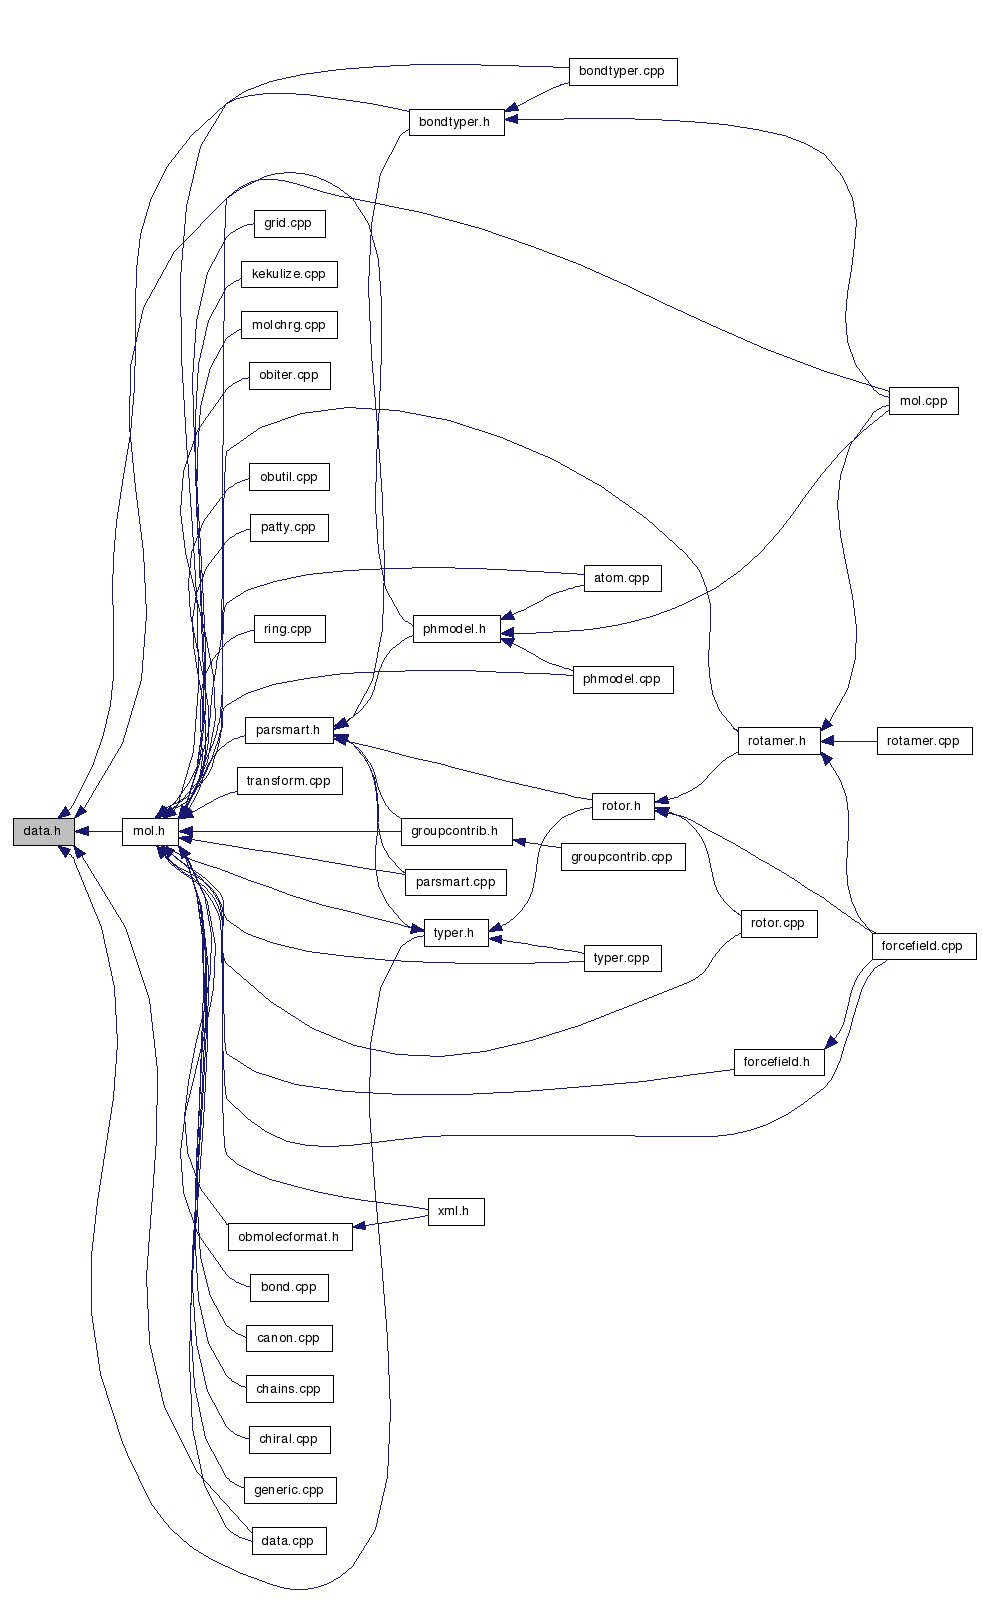 bondtyper.cpp
bondtyper.h
grid.cpp
kekulize.cpp
molchrg.cpp
obiter.cpp
mol.cpp
obutil.cpp
patty.cpp
atom.cpp
ring.cpp
phmodel.h
phmodel.cpp
parsmart.h
rotamer.h
rotamer.cpp
transform.cpp
rotor.h
data.h
mol.h
groupcontrib.h
groupcontrib.cpp
parsmart.cpp
rotor.cpp
typer.h
forcefield.cpp
typer.cpp
forcefield.h
xml.h
obmolecformat.h
bond.cpp
canon.cpp
chains.cpp
chiral.cpp
generic.cpp
data.cpp